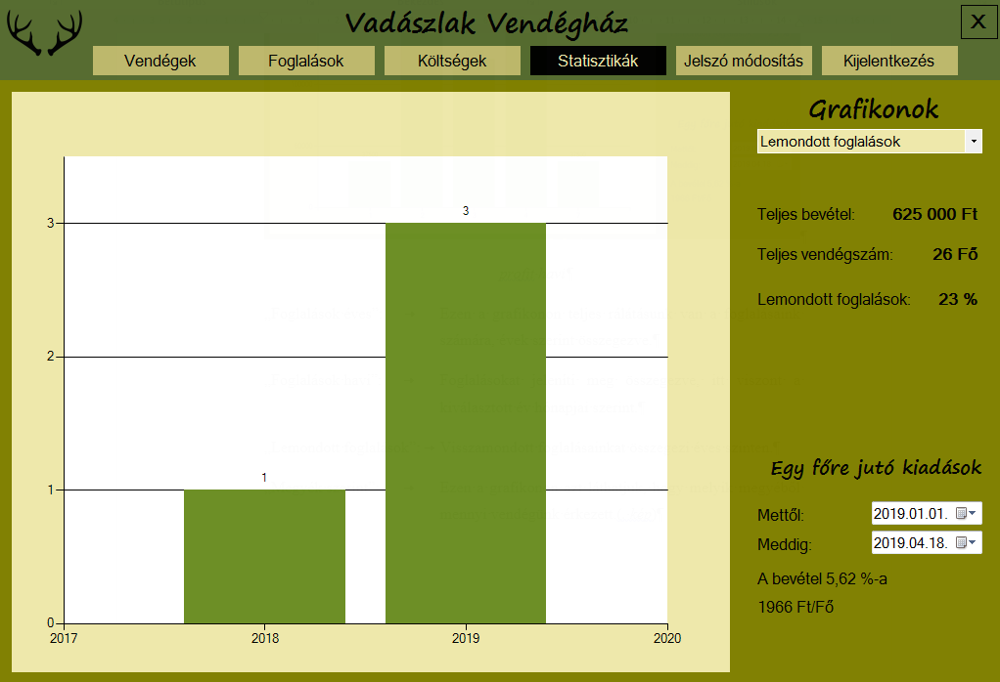 Vadászlak Vendégház
X
Vendégek
Foglalások
Költségek
Statisztikák
Jelszó módosítás
Kijelentkezés
Grafikonok
Lemondott foglalások
Teljes bevétel: 625 000 Ft
Teljes vendégszám: 26 Fő
Lemondott foglalások: 23 %
3
3
2
1
1
0
2017 2018 2019 2020
Egy főre jutó kiadások
Mettől: 2019.01.01.
Meddig: 2019.04.18.
A bevétel 5,62 %-a
1966 Ft/Fő